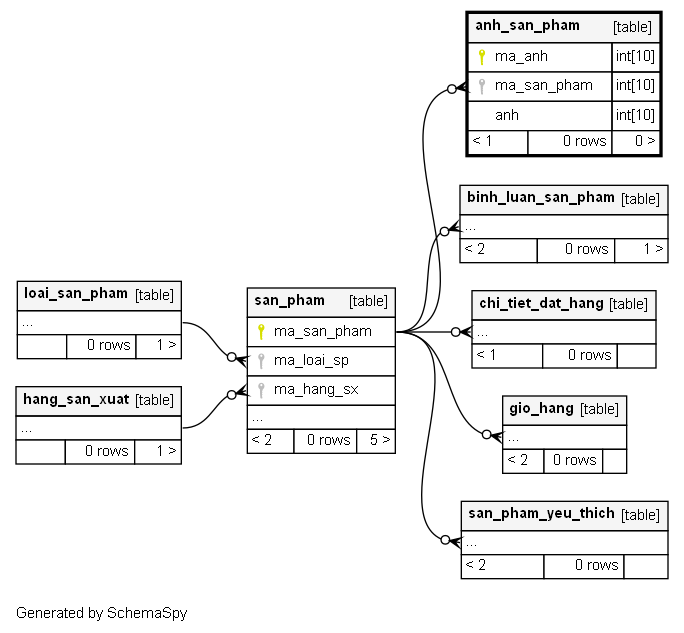 anh_san_pham [table]
ma_anh int[10]
ma_san_pham int[10]
anh int[10]
< 1 0 rows 0 >
binh_luan_san_pham [table]
...
< 2 0 rows 1 >
loai_san_pham [table]
...
0 rows 1 >
hang_san_xuat [table]
...
0 rows 1 >
san_pham [table]
ma_san_pham
ma_loai_sp
ma_hang_sx
...
< 2 0 rows 5 >
chi_tiet_dat_hang [table]
...
< 1 0 rows
gio_hang [table]
...
< 2 0 rows
san_pham_yeu_thich [table]
...
< 2 0 rows
Generated by SchemaSpy